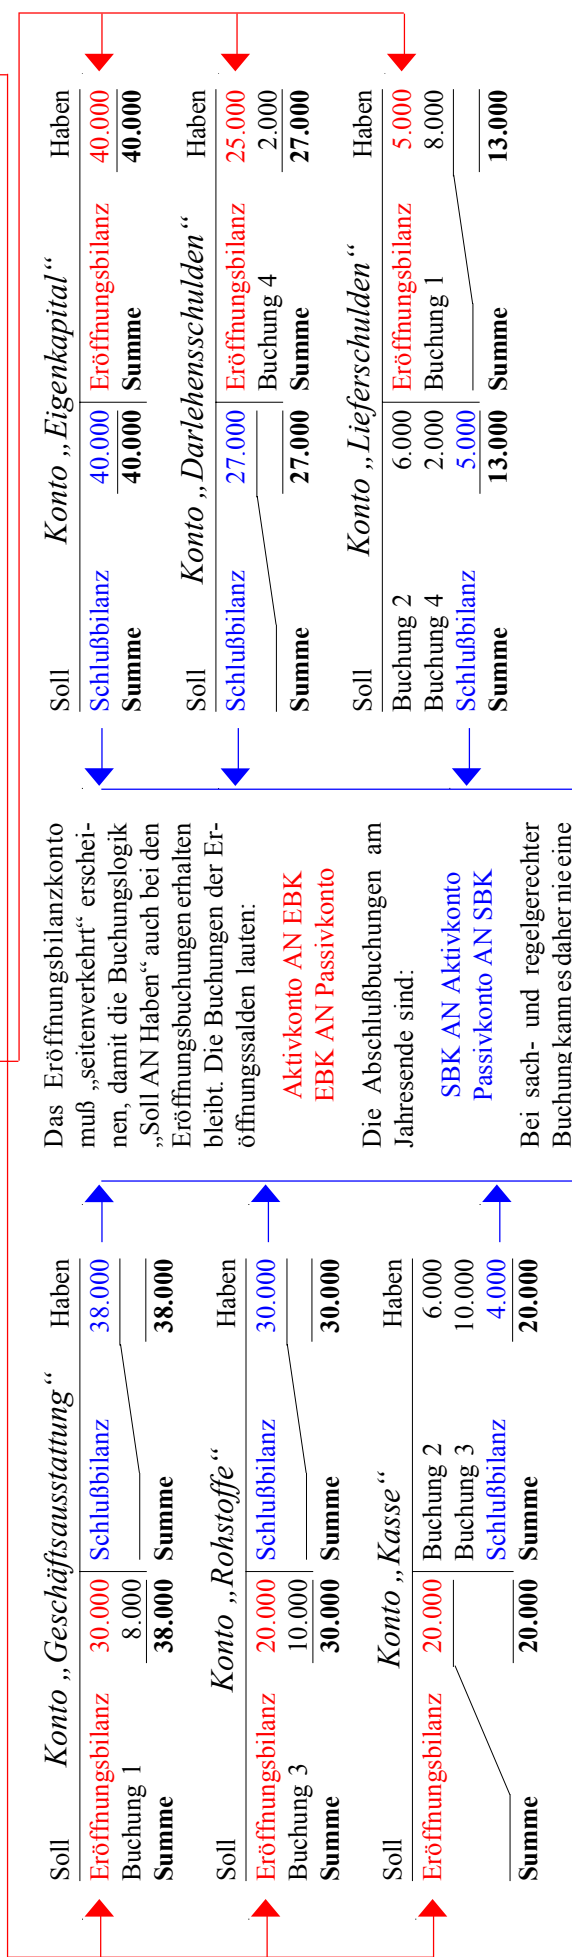 Konto „Geschäftsausstattung“
Soll Haben
Eröffnungsbilanz 30.000 Schlußbilanz 38.000
Buchung 1 8.000
Summe 38.000 Summe 38.000
Konto „Rohstoffe“
Soll Haben
Eröffnungsbilanz 20.000 Schlußbilanz 30.000
Buchung 3 10.000
Summe 30.000 Summe 30.000
Konto „Kasse“
Soll Haben
Eröffnungsbilanz 20.000 Buchung 2 6.000
Buchung 3 10.000
Schlußbilanz 4.000
Summe 20.000 Summe 20.000
Das Eröffnungsbilanzkonto
muß „seitenverkehrt“ erschei-
nen, damit die Buchungslogik
„Soll AN Haben“ auch bei den
Eröffnungsbuchungen erhalten
bleibt. Die Buchungen der Er-
öffnungssalden lauten:
Aktivkonto AN EBK
EBK AN Passivkonto
Die Abschlußbuchungen am
Jahresende sind:
SBK AN Aktivkonto
Passivkonto AN SBK
Bei sach- und regelgerechter
Buchung kann es daher nie eine
Konto „Eigenkapital“
Soll Haben
Schlußbilanz 40.000 Eröffnungsbilanz 40.000
Summe 40.000 Summe 40.000
Konto „Darlehensschulden“
Soll Haben
Schlußbilanz 27.000 Eröffnungsbilanz 25.000
Buchung 4 2.000
Summe 27.000 Summe 27.000
Konto „Lieferschulden“
Soll Haben
Buchung 2 6.000 Eröffnungsbilanz 5.000
Buchung 4 2.000 Buchung 1 8.000
Schlußbilanz 5.000
Summe 13.000 Summe 13.000